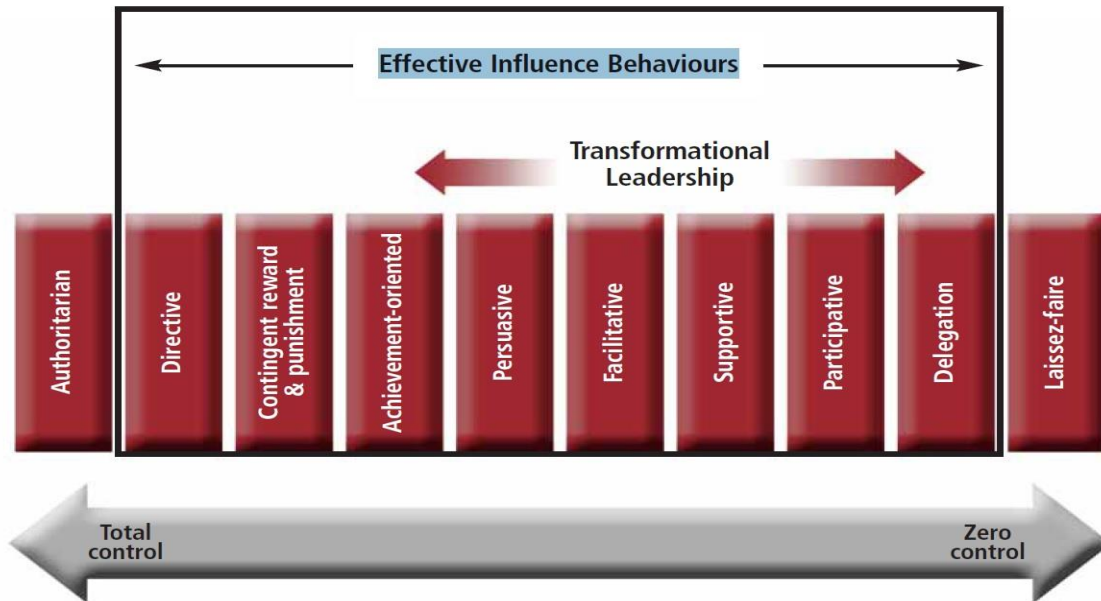 Effective Influence Behaviours
Transformational
Leadership
Authoritarian
Directive
Contingent reward
& punishment
Achievement-oriented
Persuasive
Facilitative
Supportive
Participative
Delegation
Laissez-faire
Total
control
Zero
control